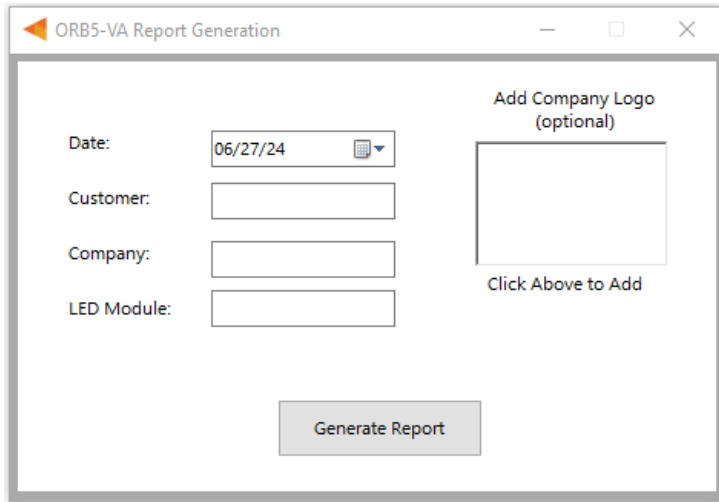 ORB5-VA Report Generation
Add Company Logo
(optional)
Date:
06/27/24
Customer:
Company:
Click Above to Add
LED Module:
Generate Report